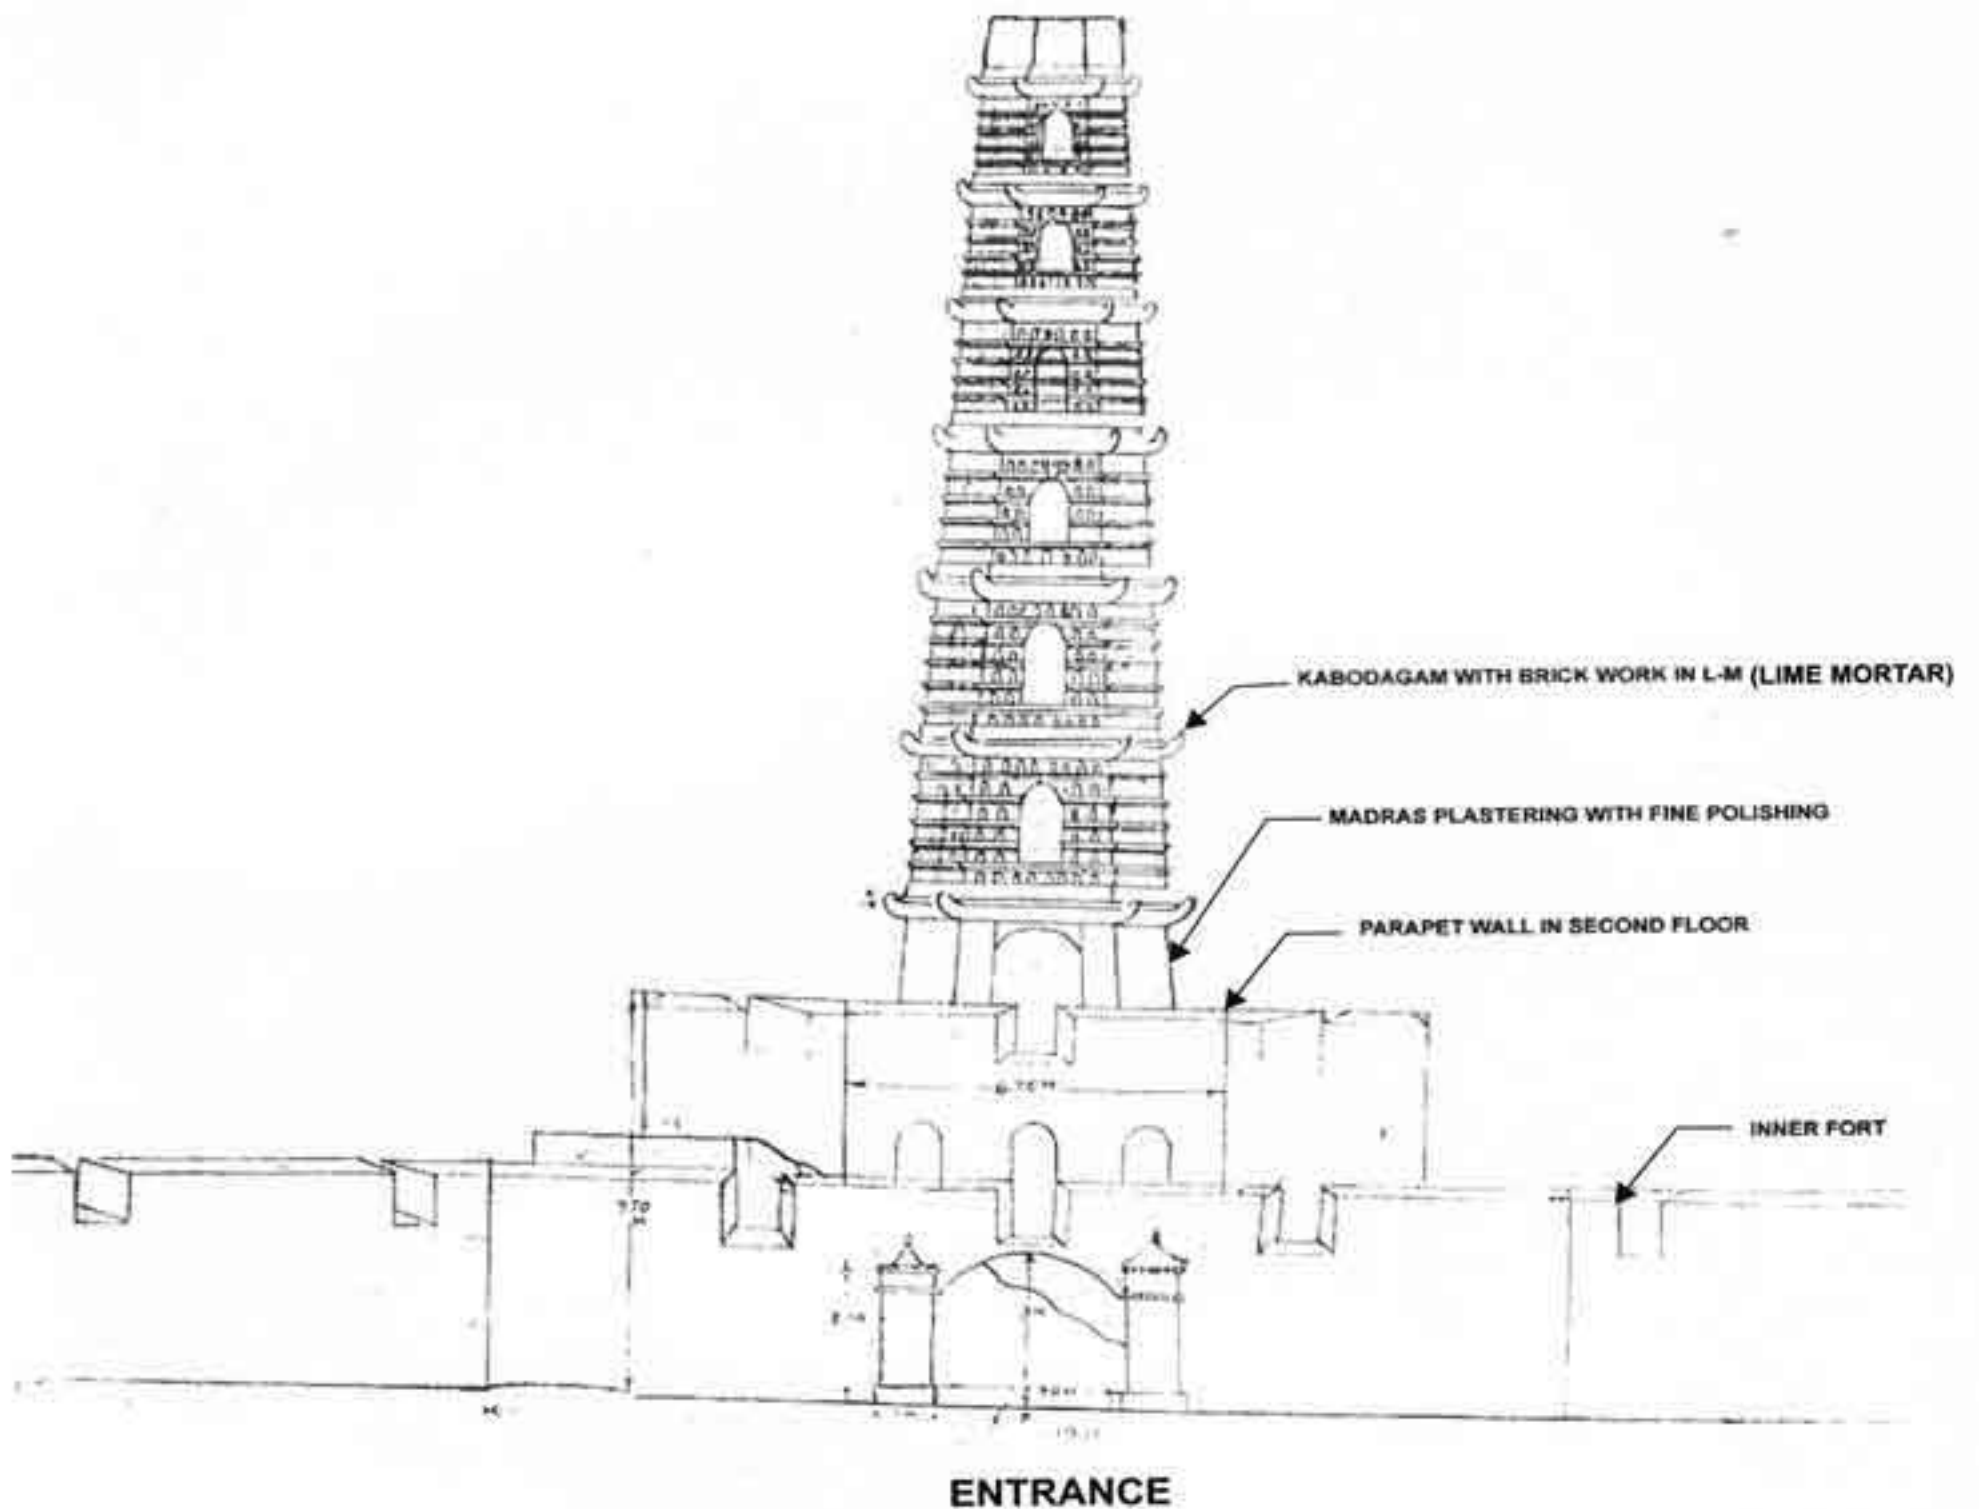 KABODAGAM WITH BRICK WORK IN L-M (LIME MORTAR)
MADRAS PLASTERING WITH FINE POLISHING
PARAPET WALL IN SECOND FLOOR
INNER FORT
ENTRANCE